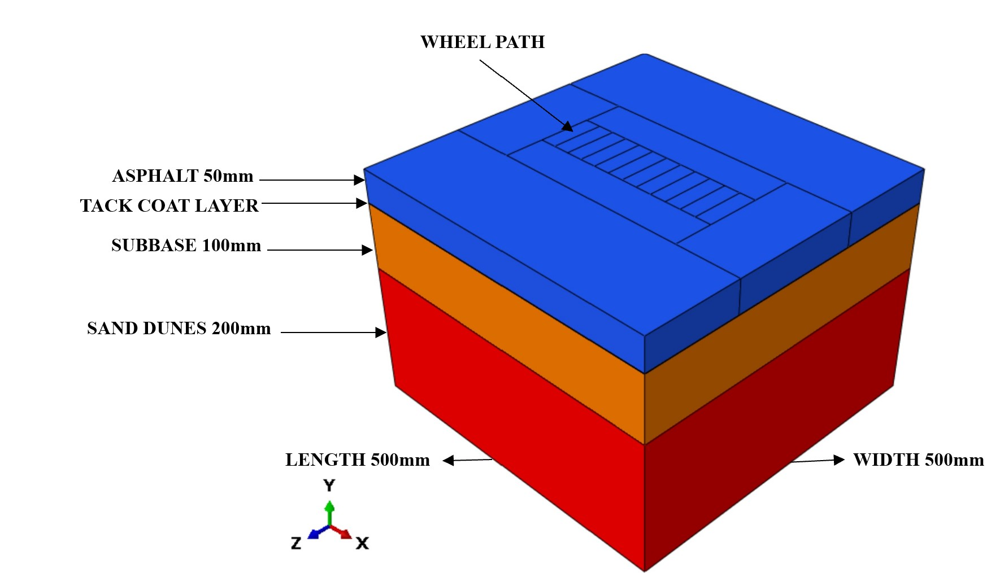 WHEEL PATH
ASPHALT 50mm
TACK COAT LAYER
SUBBASE 100mm
SAND DUNES 200mm
LENGTH 500mm
WIDTH 500mm
Y
Z
X